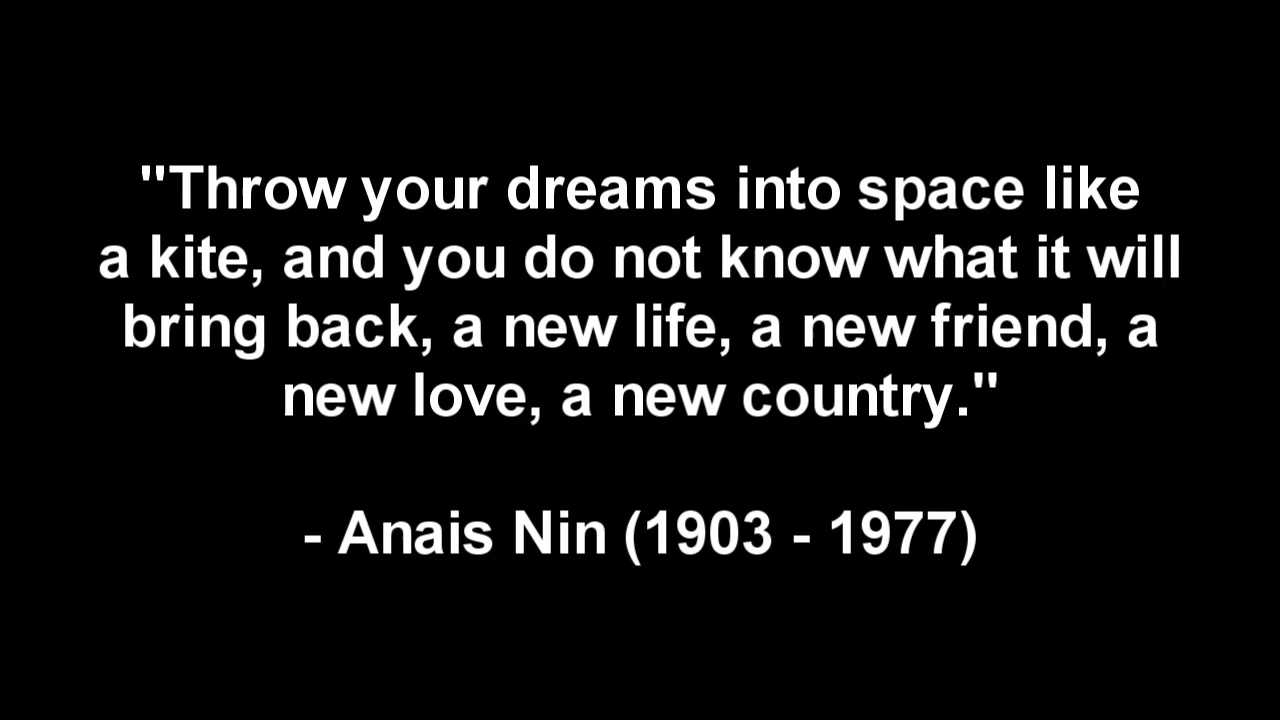 "Throw your dreams into space like
a kite, and you do not know what it will
bring back, a new life, a new friend, a
new love, a new country."
- Anais Nin (1903 - 1977)